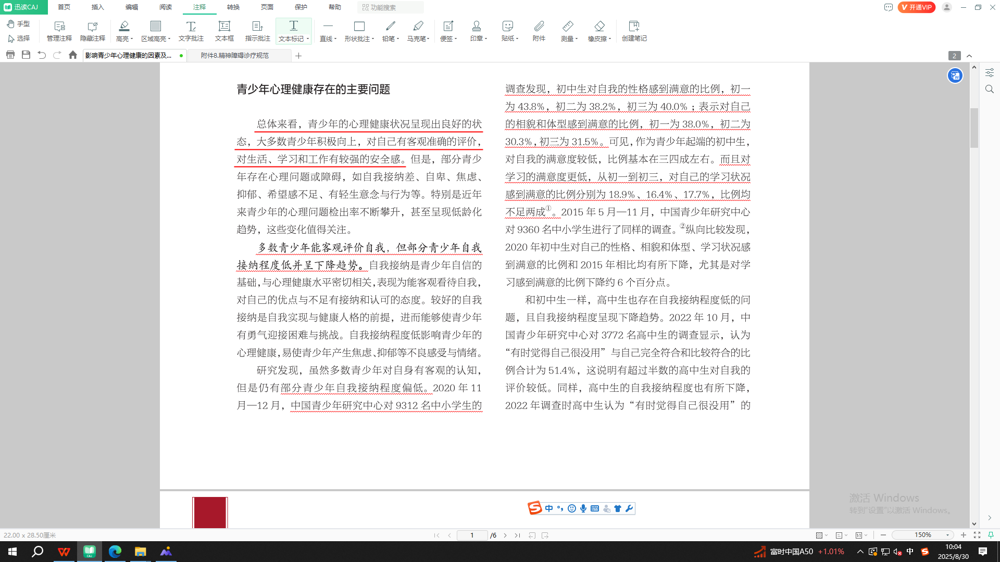 迅读CAJ
首页 插入 编辑 阅读 注释 转换 页面 保护 帮助 功能搜索
开通VIP
手型
选择
管理注释 隐藏注释 高亮 区域高亮 文字批注 文本框 指示批注 文本标记 直线 形状批注 铅笔 马克笔 便签 印章 贴纸 附件 测量 橡皮擦 创建笔记
影响青少年心理健康的因素及... 附件8.精神障碍诊疗规范 2
青少年心理健康存在的主要问题
总体来看，青少年的心理健康状况呈现出良好的状
态，大多数青少年积极向上，对自己有客观准确的评价，
对生活、学习和工作有较强的安全感。但是，部分青少
年存在心理问题或障碍，如自我接纳差、自卑、焦虑、
抑郁、希望感不足、有轻生意念与行为等。特别是近年
来青少年的心理问题检出率不断攀升，甚至呈现低龄化
趋势，这些变化值得关注。
多数青少年能客观评价自我，但部分青少年自我
接纳程度低并呈下降趋势。自我接纳是青少年自信的
基础，与心理健康水平密切相关，表现为能客观看待自我，
对自己的优点与不足有接纳和认可的态度。较好的自我
接纳是自我实现与健康人格的前提，进而能够使青少年
有勇气迎接困难与挑战。自我接纳程度低影响青少年的
心理健康，易使青少年产生焦虑、抑郁等不良感受与情绪。
研究发现，虽然多数青少年对自身有客观的认知，
但是仍有部分青少年自我接纳程度偏低。2020 年 11
月—12 月，中国青少年研究中心对 9312 名中小学生的
调查发现，初中生对自我的性格感到满意的比例，初一
为 43.8%，初二为 38.2%，初三为 40.0%；表示对自己
的相貌和体型感到满意的比例，初一为 38.0%，初二为
30.3%，初三为 31.5%。可见，作为青少年起端的初中生，
对自我的满意度较低，比例基本在三四成左右。而且对
学习的满意度更低，从初一到初三，对自己的学习状况
感到满意的比例分别为 18.9%、16.4%、17.7%，比例均
不足两成①。2015 年 5 月—11 月，中国青少年研究中心
对 9360 名中小学生进行了同样的调查。②纵向比较发现，
2020 年初中生对自己的性格、相貌和体型、学习状况感
到满意的比例和 2015 年相比均有所下降，尤其是对学
习感到满意的比例下降约 6 个百分点。
和初中生一样，高中生也存在自我接纳程度低的问
题，且自我接纳程度呈现下降趋势。2022 年 10 月，中
国青少年研究中心对 3772 名高中生的调查显示，认为
“有时觉得自己很没用”与自己完全符合和比较符合的比
例合计为 51.4%，这说明有超过半数的高中生对自我的
评价较低。同样，高中生的自我接纳程度也有所下降，
2022 年调查时高中生认为“有时觉得自己很没用”的
中
激活 Windows
转到“设置”以激活 Windows。
22.00 x 28.50厘米 1 /6 150%
富时中国A50 +1.01% 中 10:04
2025/8/30